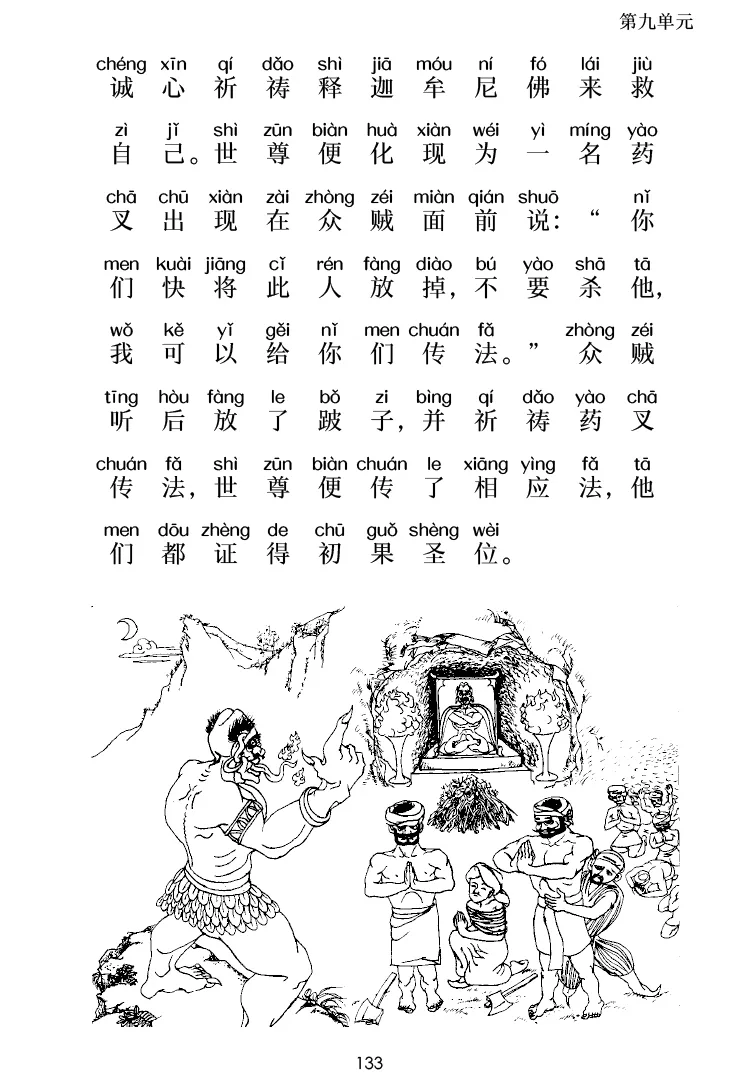 第九单元
chéng xīn qí dǎo shì jiā móu ní fó lái jiù
诚心祈祷释迦牟尼佛来救
zì jǐ shì zūn biàn huà xiàn wéi yì míng yào
自己。世尊便化现为一名药
chā chū xiàn zài zhòng zéi miàn qián shuō nǐ
叉出现在众贼面前说：“你
men kuài jiāng cǐ rén fàng diào bú yào shā tā
们快将此人放掉，不要杀他，
wǒ kě yǐ gěi nǐ men chuán fǎ zhòng zéi
我可以给你们传法。”众贼
tīng hòu fàng le bǒ zi bìng qí dǎo yào chā
听后放了跛子，并祈祷药叉
chuán fǎ shì zūn biàn chuán le xiāng yìng fǎ tā
传法，世尊便传了相应法，他
men dōu zhèng de chū guǒ shèng wèi
们都证得初果圣位。
133